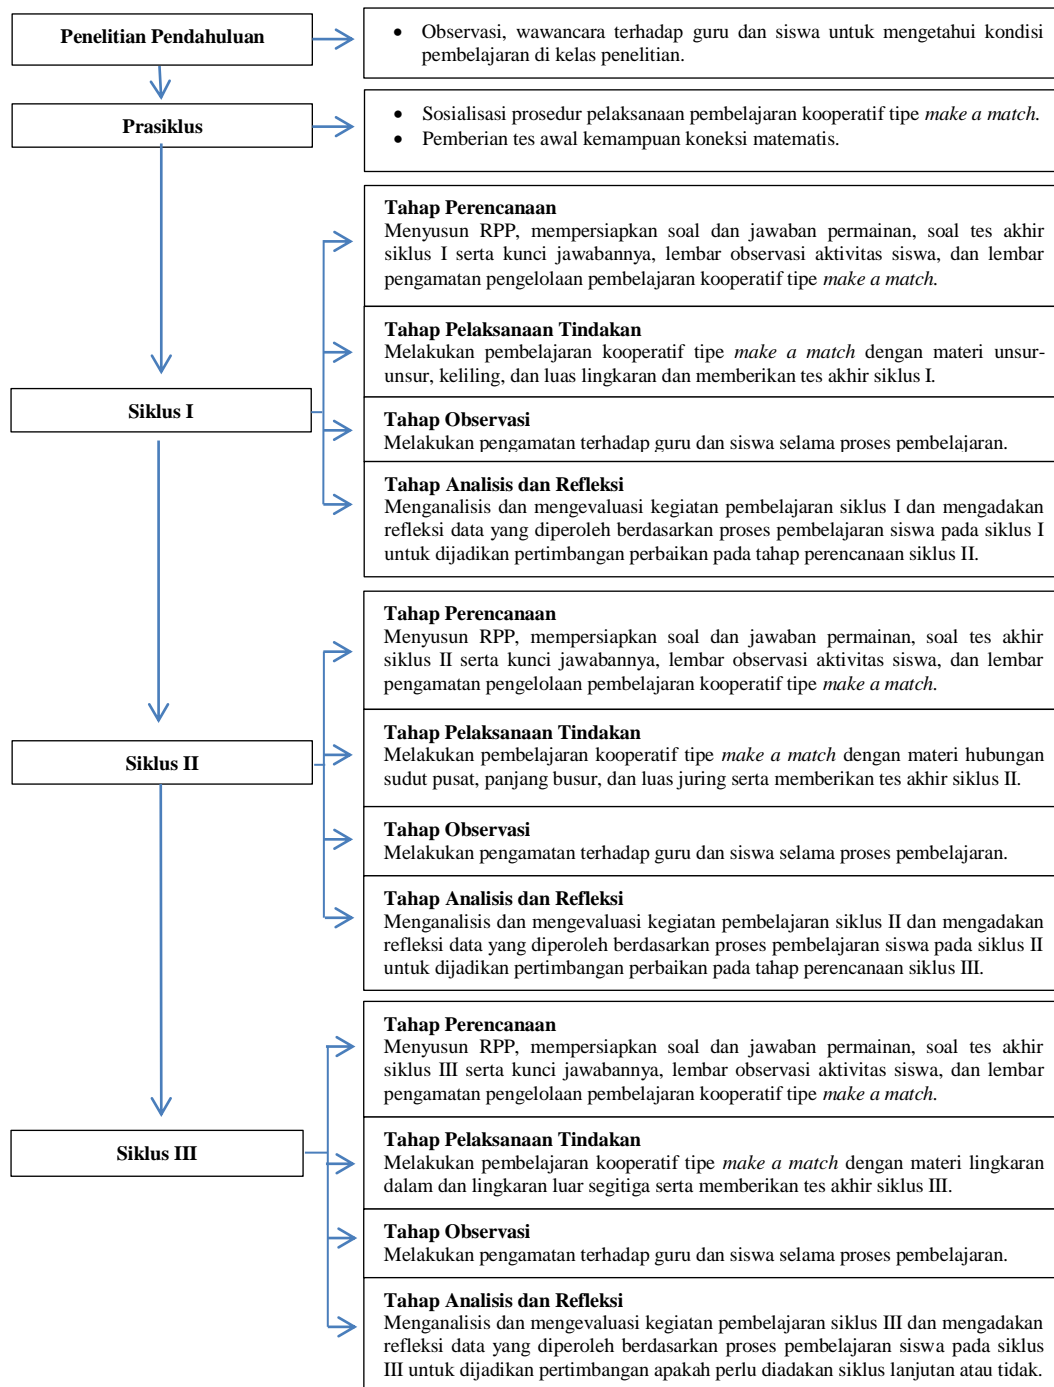 Penelitian Pendahuluan
• Observasi, wawancara terhadap guru dan siswa untuk mengetahui kondisi
pembelajaran di kelas penelitian.
Prasiklus
• Sosialisasi prosedur pelaksanaan pembelajaran kooperatif tipe make a match.
• Pemberian tes awal kemampuan koneksi matematis.
Siklus I
Tahap Perencanaan
Menyusun RPP, mempersiapkan soal dan jawaban permainan, soal tes akhir
siklus I serta kunci jawabannya, lembar observasi aktivitas siswa, dan lembar
pengamatan pengelolaan pembelajaran kooperatif tipe make a match.
Tahap Pelaksanaan Tindakan
Melakukan pembelajaran kooperatif tipe make a match dengan materi unsur-
unsur, keliling, dan luas lingkaran dan memberikan tes akhir siklus I.
Tahap Observasi
Melakukan pengamatan terhadap guru dan siswa selama proses pembelajaran.
Tahap Analisis dan Refleksi
Menganalisis dan mengevaluasi kegiatan pembelajaran siklus I dan mengadakan
refleksi data yang diperoleh berdasarkan proses pembelajaran siswa pada siklus I
untuk dijadikan pertimbangan perbaikan pada tahap perencanaan siklus II.
Siklus II
Tahap Perencanaan
Menyusun RPP, mempersiapkan soal dan jawaban permainan, soal tes akhir
siklus II serta kunci jawabannya, lembar observasi aktivitas siswa, dan lembar
pengamatan pengelolaan pembelajaran kooperatif tipe make a match.
Tahap Pelaksanaan Tindakan
Melakukan pembelajaran kooperatif tipe make a match dengan materi hubungan
sudut pusat, panjang busur, dan luas juring serta memberikan tes akhir siklus II.
Tahap Observasi
Melakukan pengamatan terhadap guru dan siswa selama proses pembelajaran.
Tahap Analisis dan Refleksi
Menganalisis dan mengevaluasi kegiatan pembelajaran siklus II dan mengadakan
refleksi data yang diperoleh berdasarkan proses pembelajaran siswa pada siklus II
untuk dijadikan pertimbangan perbaikan pada tahap perencanaan siklus III.
Siklus III
Tahap Perencanaan
Menyusun RPP, mempersiapkan soal dan jawaban permainan, soal tes akhir
siklus III serta kunci jawabannya, lembar observasi aktivitas siswa, dan lembar
pengamatan pengelolaan pembelajaran kooperatif tipe make a match.
Tahap Pelaksanaan Tindakan
Melakukan pembelajaran kooperatif tipe make a match dengan materi lingkaran
dalam dan lingkaran luar segitiga serta memberikan tes akhir siklus III.
Tahap Observasi
Melakukan pengamatan terhadap guru dan siswa selama proses pembelajaran.
Tahap Analisis dan Refleksi
Menganalisis dan mengevaluasi kegiatan pembelajaran siklus III dan mengadakan
refleksi data yang diperoleh berdasarkan proses pembelajaran siswa pada siklus
III untuk dijadikan pertimbangan apakah perlu diadakan siklus lanjutan atau tidak.